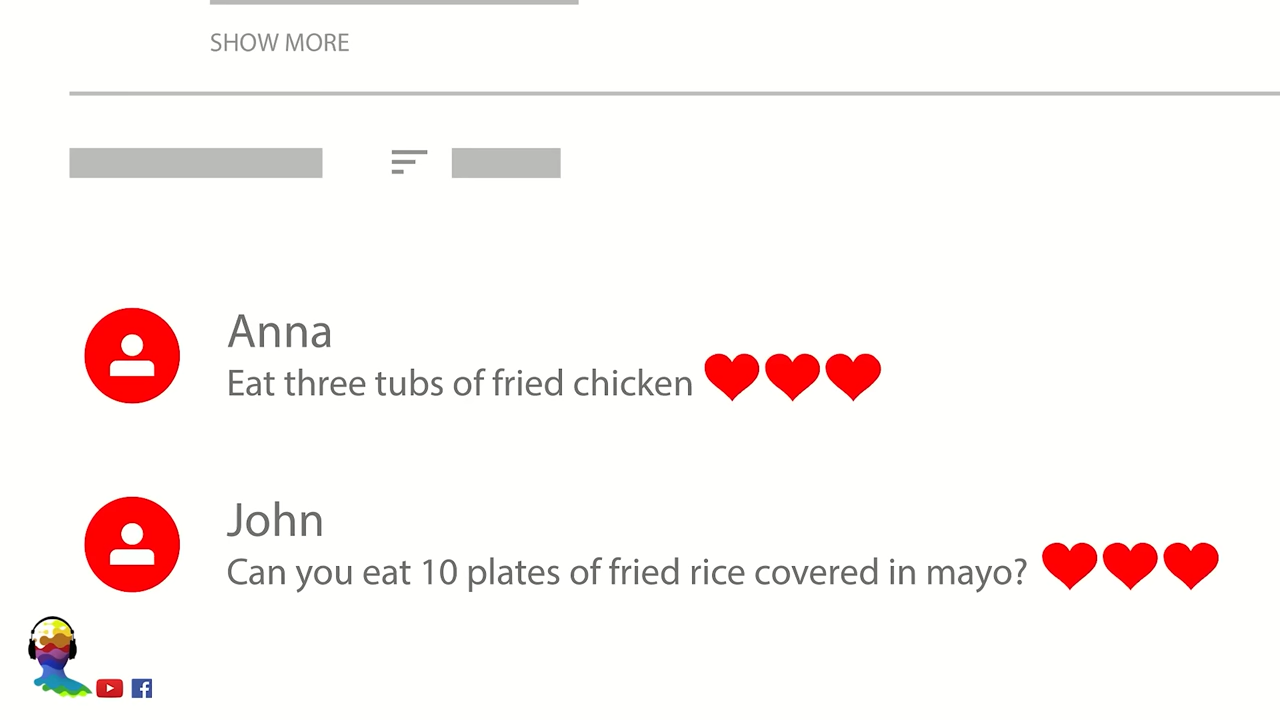 SHOW MORE
Anna
Eat three tubs of fried chicken
John
Can you eat 10 plates of fried rice covered in mayo?